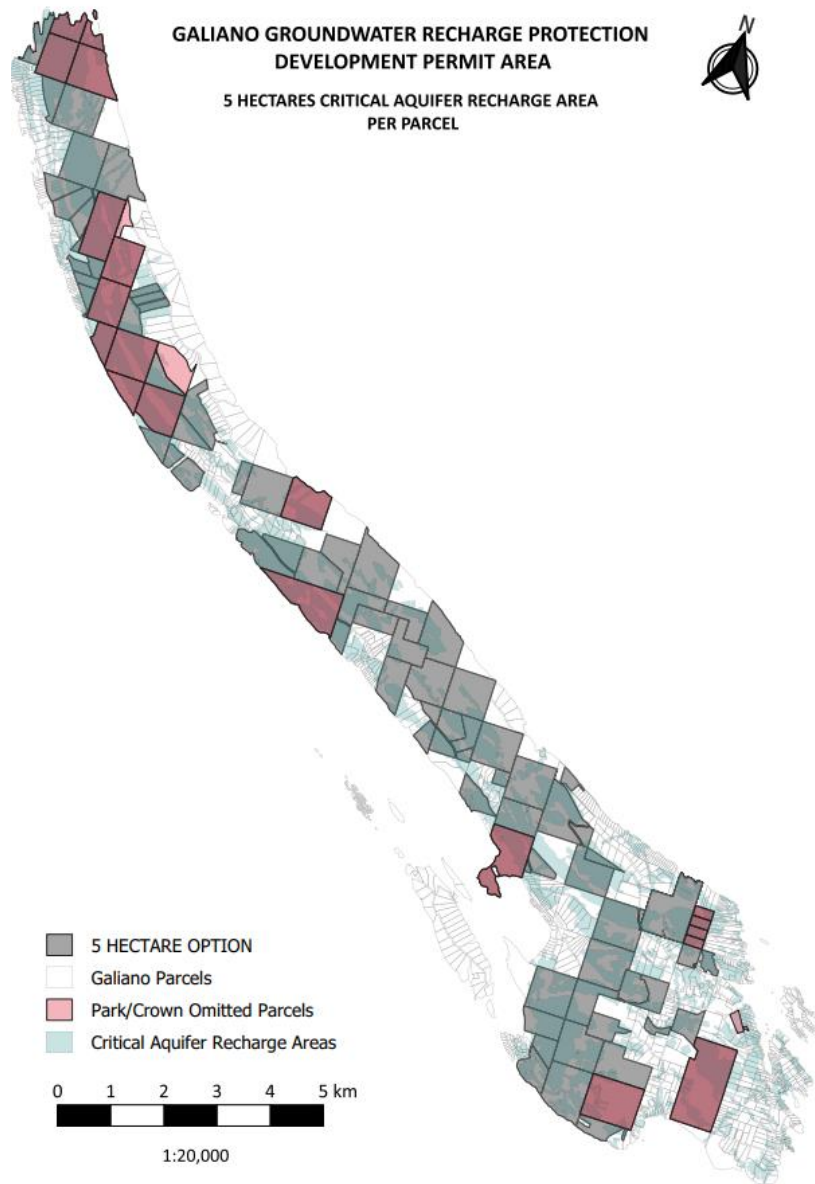 GALIANO GROUNDWATER RECHARGE PROTECTION
DEVELOPMENT PERMIT AREA
5 HECTARES CRITICAL AQUIFER RECHARGE AREA
PER PARCEL
N
5 HECTARE OPTION
Galiano Parcels
Park/Crown Omitted Parcels
Critical Aquifer Recharge Areas
0 1 2 3 4 5 km
1:20,000